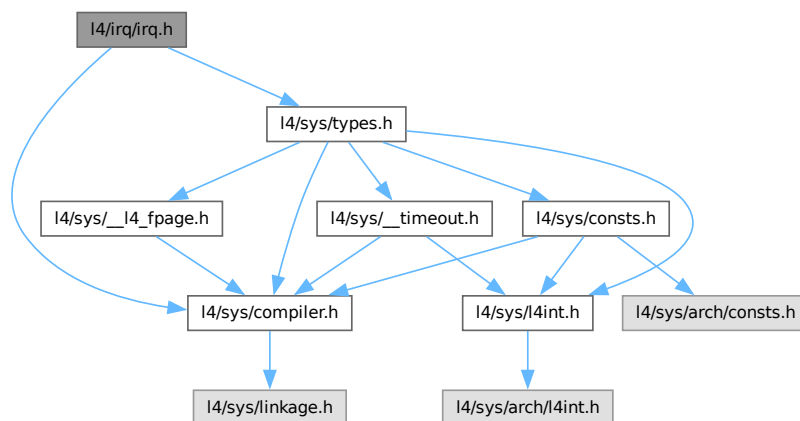 l4/irq/irq.h
l4/sys/types.h
l4/sys/__l4_fpage.h
l4/sys/__timeout.h
l4/sys/consts.h
l4/sys/compiler.h
l4/sys/l4int.h
l4/sys/arch/consts.h
l4/sys/linkage.h
l4/sys/arch/l4int.h